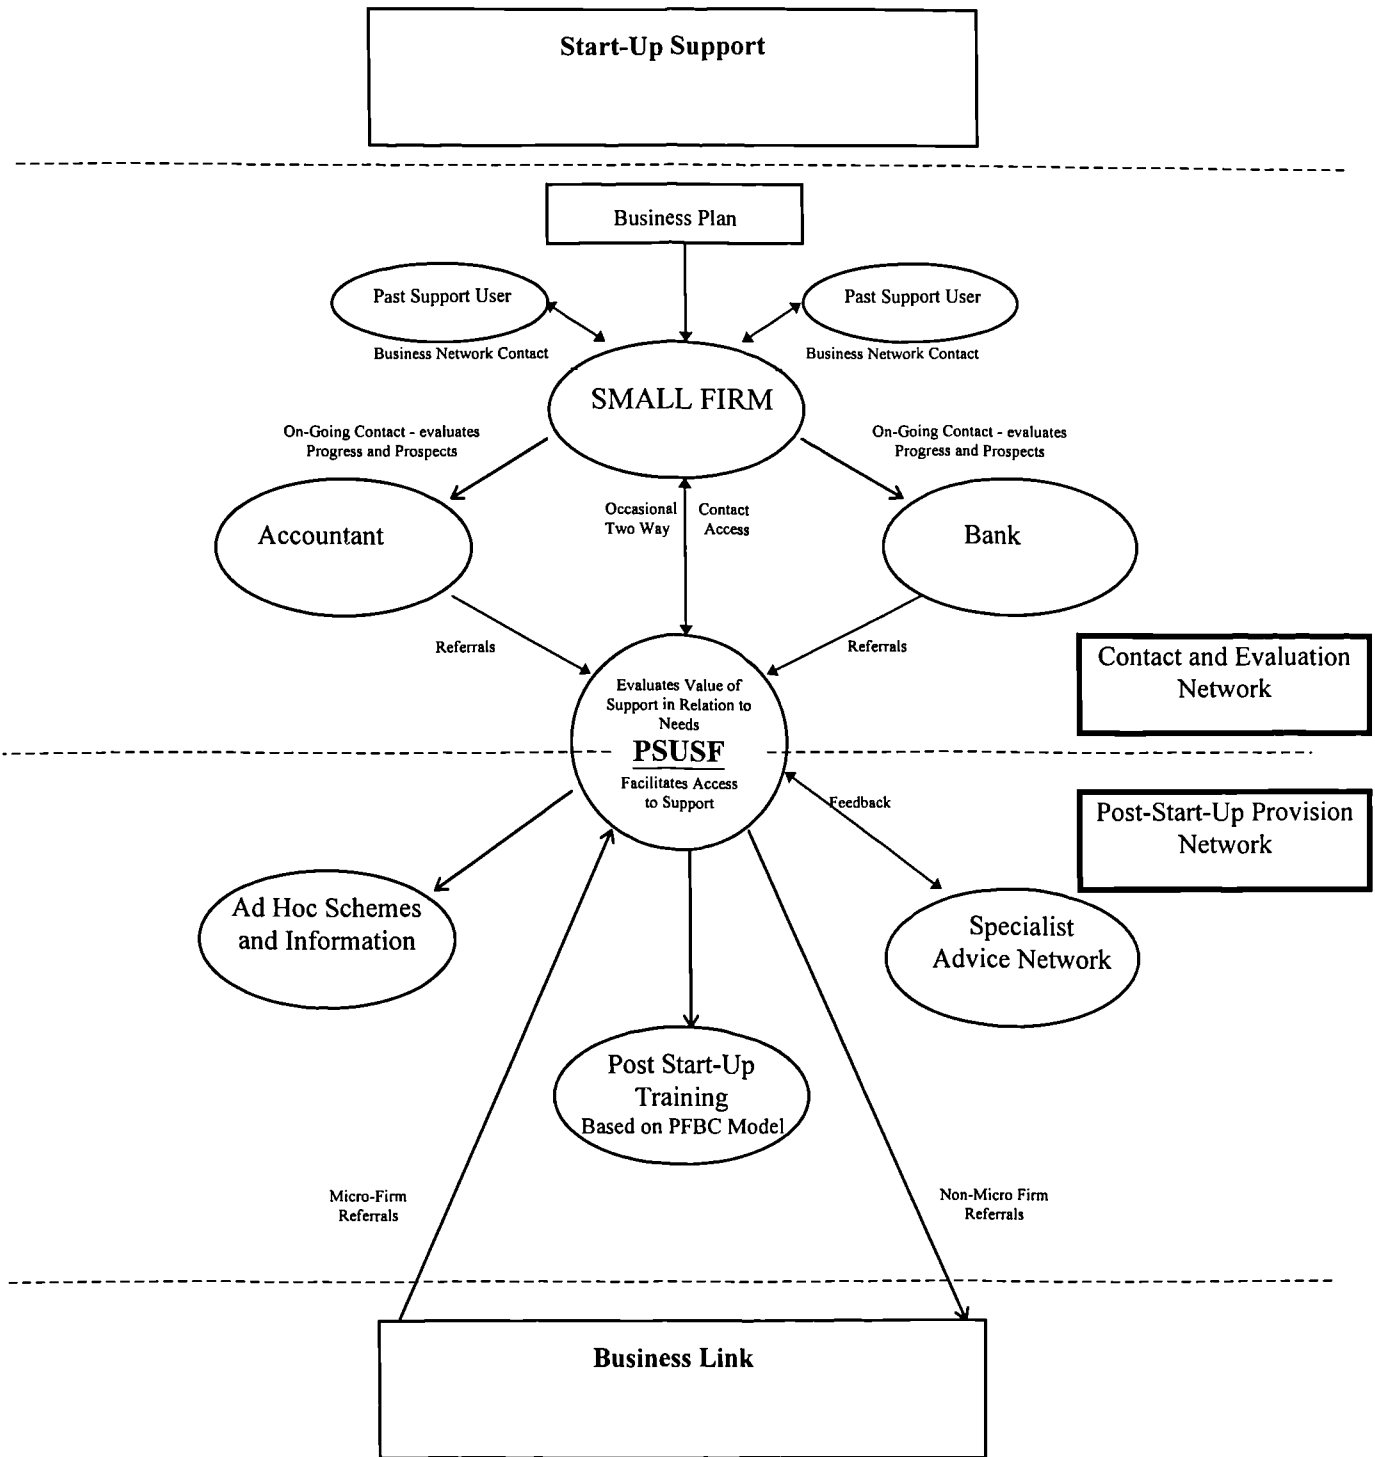 Start-Up Support
Business Plan
Past Support User
Past Support User
Business Network Contact
Business Network Contact
SMALL FIRM
On-Going Contact - evaluates
Progress and Prospects
On-Going Contact - evaluates
Progress and Prospects
Occasional Contact
Two Way Access
Accountant
Bank
Referrals
Referrals
Contact and Evaluation
Network
Evaluates Value of
Support in Relation to
Needs
PSUSF
Facilitates Access
to Support
Feedback
Post-Start-Up Provision
Network
Ad Hoc Schemes
and Information
Specialist
Advice Network
Post Start-Up
Training
Based on PFBC Model
Micro-Firm
Referrals
Non-Micro Firm
Referrals
Business Link